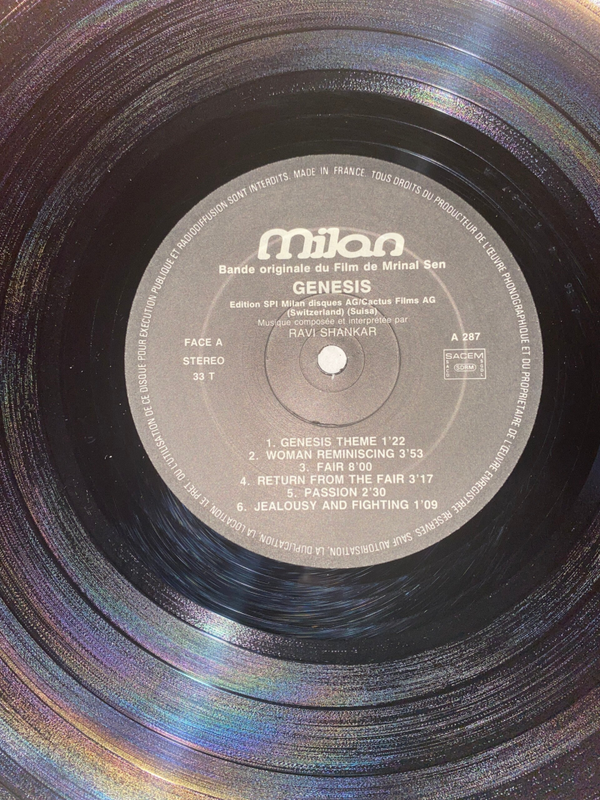 milan
Bande originale du Film de Mrinal Sen
GENESIS
Edition SPI Milan disques AG/Cactus Films AG
(Switzerland) (Suisa)
Musique composée et interprétée par
RAVI SHANKAR
FACE A
STEREO
33 T
A 287
SACEM
SDRM
1. GENESIS THEME 1'22
2. WOMAN REMINISCING 3'53
3. FAIR 8'00
4. RETURN FROM THE FAIR 3'17
5. PASSION 2'30
6. JEALOUSY AND FIGHTING 1'09
MADE IN FRANCE. TOUS DROITS DU PRODUCTEUR DE L'ŒUVRE PHONOGRAPHIQUE ET DU PROPRIETAIRE DE L'ŒUVRE ENREGISTREE RESERVES. SAUF AUTORISATION, LA DUPLICATION, LA LOCATION, LE PRET OU L'UTILISATION DE CE DISQUE POUR EXECUTION PUBLIQUE ET RADIODIFFUSION SONT INTERDITS.